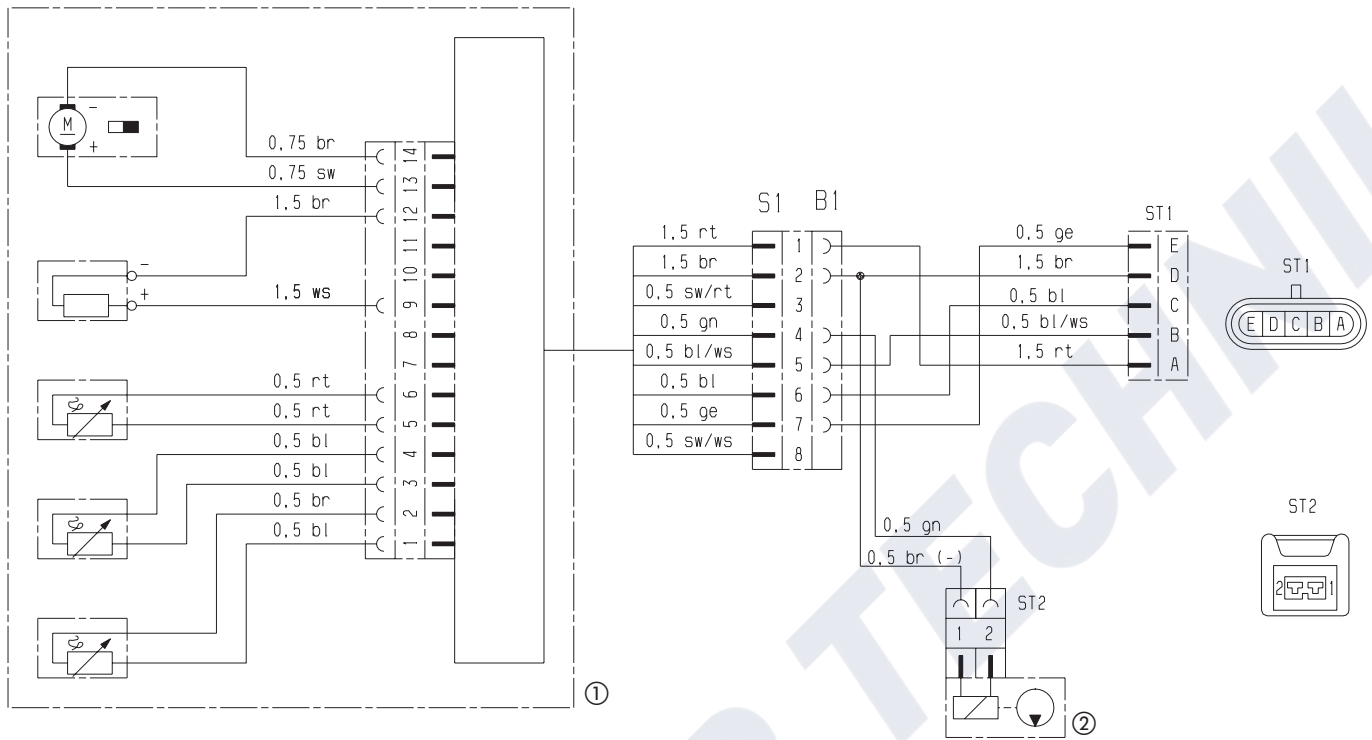 M
-
+
0,75 br
0,75 sw
1,5 br
-
+
1,5 ws
0,5 rt
0,5 rt
0,5 bl
0,5 bl
0,5 br
0,5 bl
14
13
12
11
10
9
8
7
6
5
4
3
2
1
①
S1 B1
1,5 rt
1,5 br
0,5 sw/rt
0,5 gn
0,5 bl/ws
0,5 bl
0,5 ge
0,5 sw/ws
1
2
3
4
5
6
7
8
0,5 gn
0,5 br (-)
ST2
1 2
②
ST1
0,5 ge
1,5 br
0,5 bl
0,5 bl/ws
1,5 rt
E
D
C
B
A
ST1
E D C B A
ST2
2 1
TECHNI